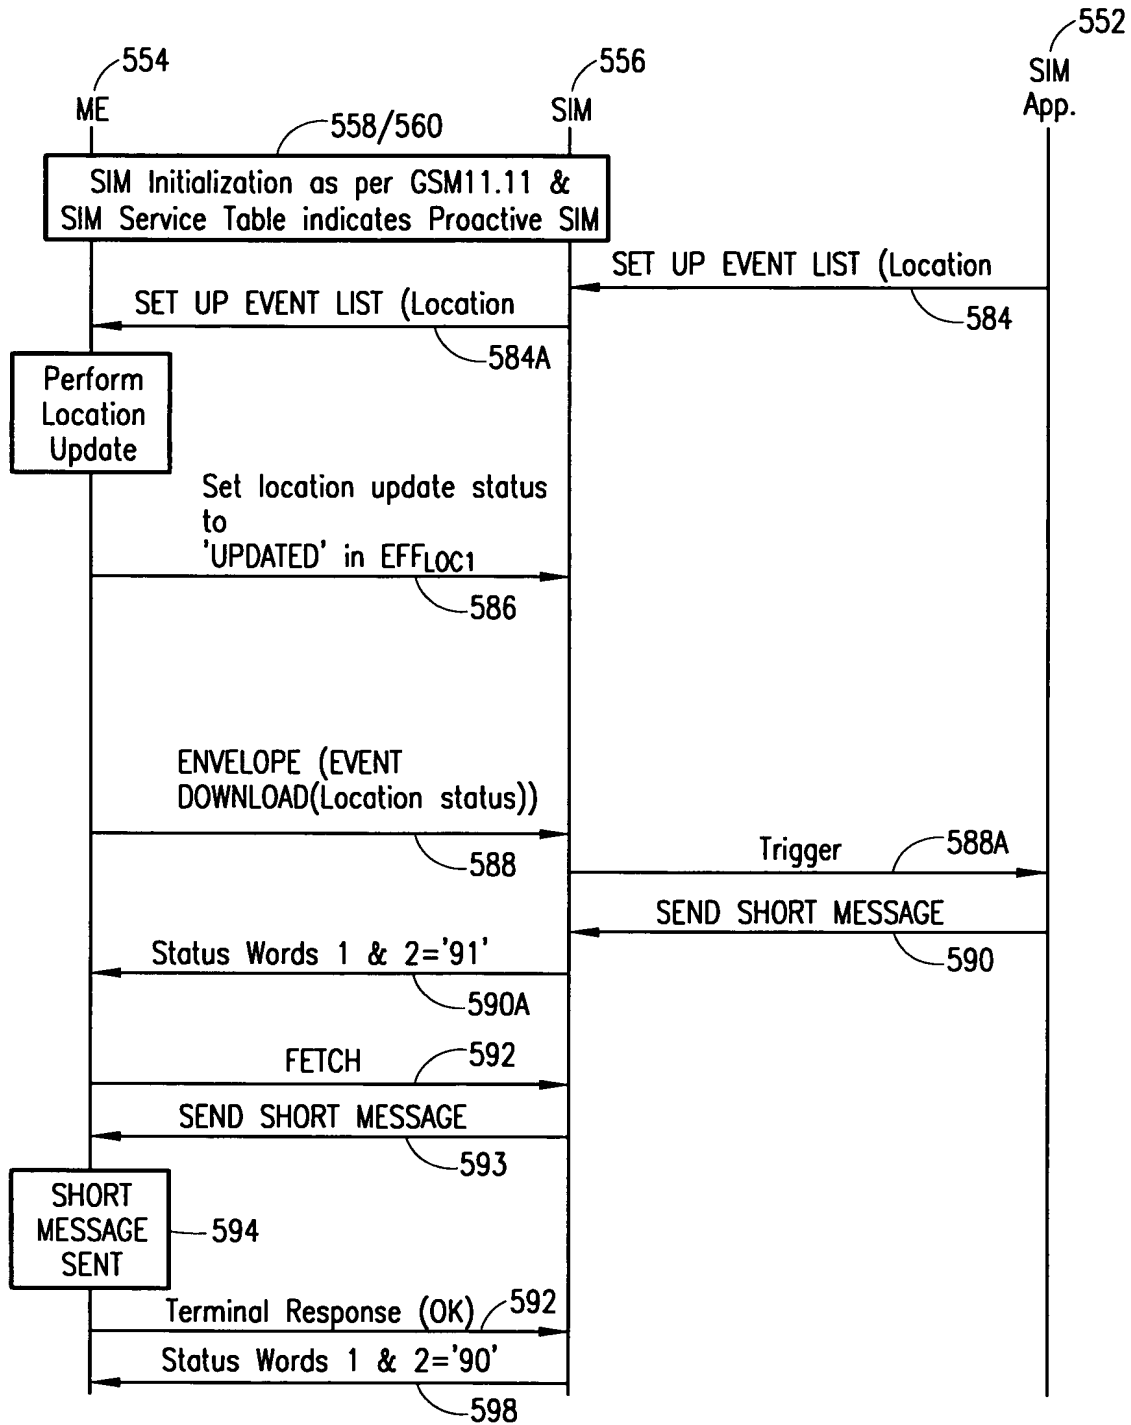 552
554
556
SIM
App.
ME
SIM
558/560
SIM Initialization as per GSM11.11 &
SIM Service Table indicates Proactive SIM
SET UP EVENT LIST (Location
584
SET UP EVENT LIST (Location
584A
Perform
Location
Update
Set location update status
to
'UPDATED' in EFFLOC1
586
ENVELOPE (EVENT
DOWNLOAD(Location status))
588
Trigger
588A
SEND SHORT MESSAGE
590
Status Words 1 & 2='91'
590A
FETCH
592
SEND SHORT MESSAGE
593
SHORT
MESSAGE
SENT
594
Terminal Response (OK)
592
Status Words 1 & 2='90'
598